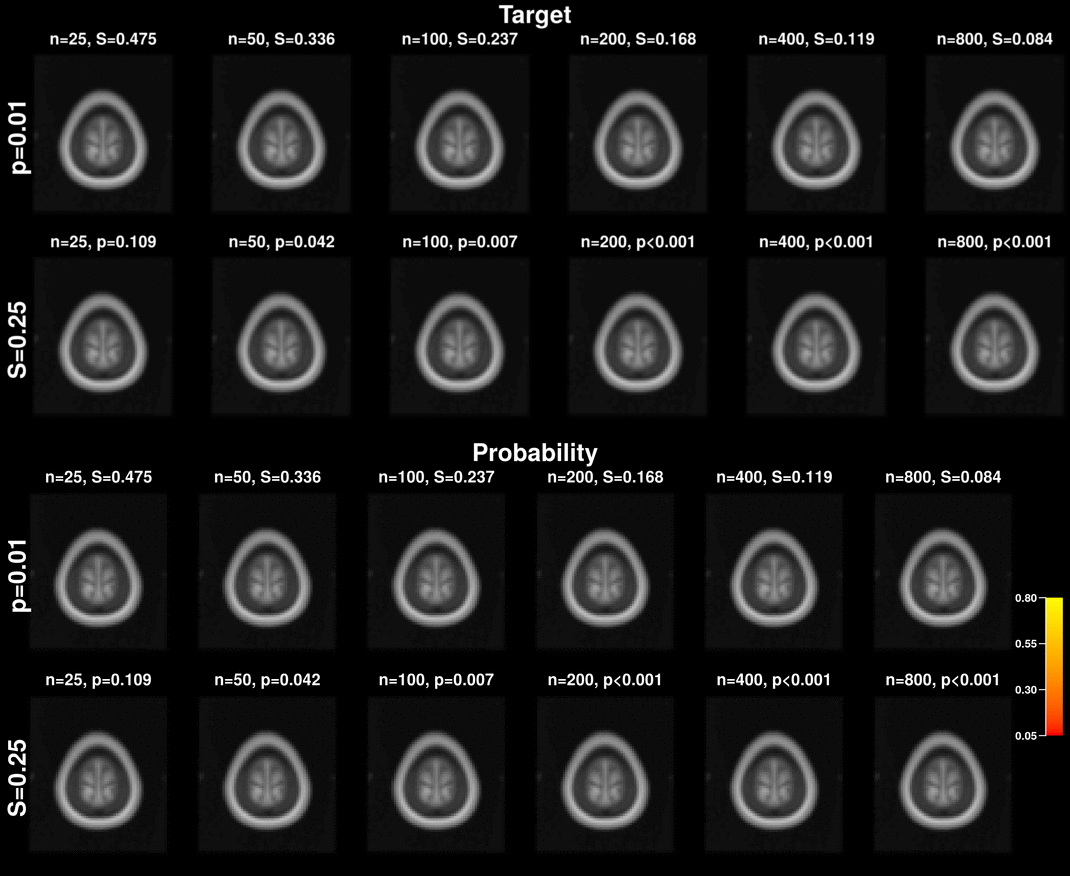 Target
n=25, S=0.475 n=50, S=0.336 n=100, S=0.237 n=200, S=0.168 n=400, S=0.119 n=800, S=0.084
p=0.01
n=25, p=0.109 n=50, p=0.042 n=100, p=0.007 n=200, p<0.001 n=400, p<0.001 n=800, p<0.001
S=0.25
Probability
n=25, S=0.475 n=50, S=0.336 n=100, S=0.237 n=200, S=0.168 n=400, S=0.119 n=800, S=0.084
p=0.01
0.80
0.55
0.30
0.05
n=25, p=0.109 n=50, p=0.042 n=100, p=0.007 n=200, p<0.001 n=400, p<0.001 n=800, p<0.001
S=0.25